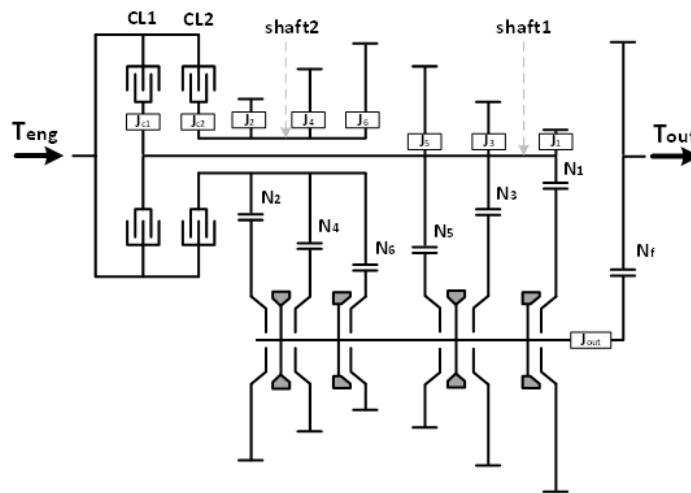 CL1 CL2 shaft2 shaft1
Jc1 Jc2 J2 J4 J6 J5 J3 J1
Teng Tout
N2 N4 N6 N5 N3 N1 Nf
Jout